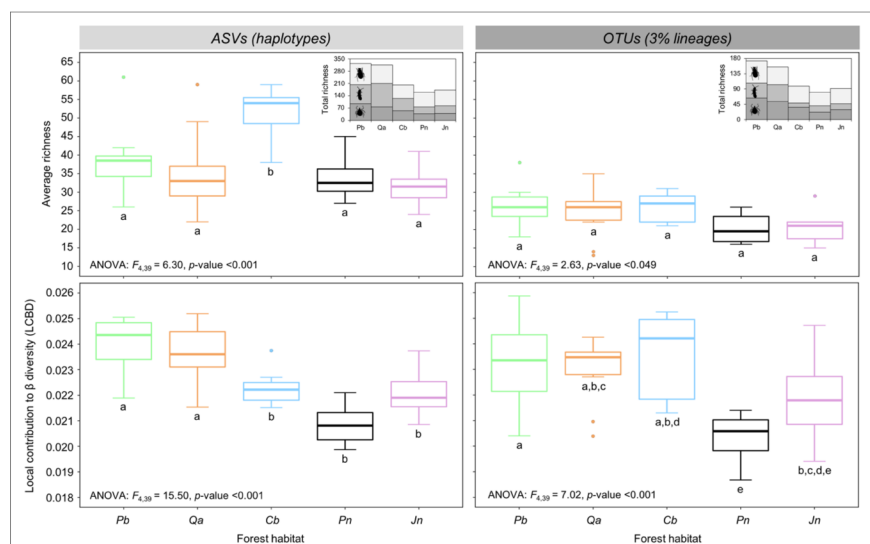 ASVs (haplotypes)
OTUs (3% lineages)
Average richness
65
60
55
50
45
40
35
30
25
20
15
10
Total richness
350
280
210
140
70
0
Pb Qa Cb Pn Jn
a
a
b
a
a
ANOVA: F4,39 = 6.30, p-value <0.001
Total richness
180
135
90
45
0
Pb Qa Cb Pn Jn
a
a
a
a
a
ANOVA: F4,39 = 2.63, p-value <0.049
Local contribution to β diversity (LCBD)
0.026
0.025
0.024
0.023
0.022
0.021
0.020
0.019
0.018
a
a
b
b
b
ANOVA: F4,39 = 15.50, p-value <0.001
Pb Qa Cb Pn Jn
Forest habitat
a
a,b,c
a,b,d
e
b,c,d,e
ANOVA: F4,39 = 7.02, p-value <0.001
Pb Qa Cb Pn Jn
Forest habitat